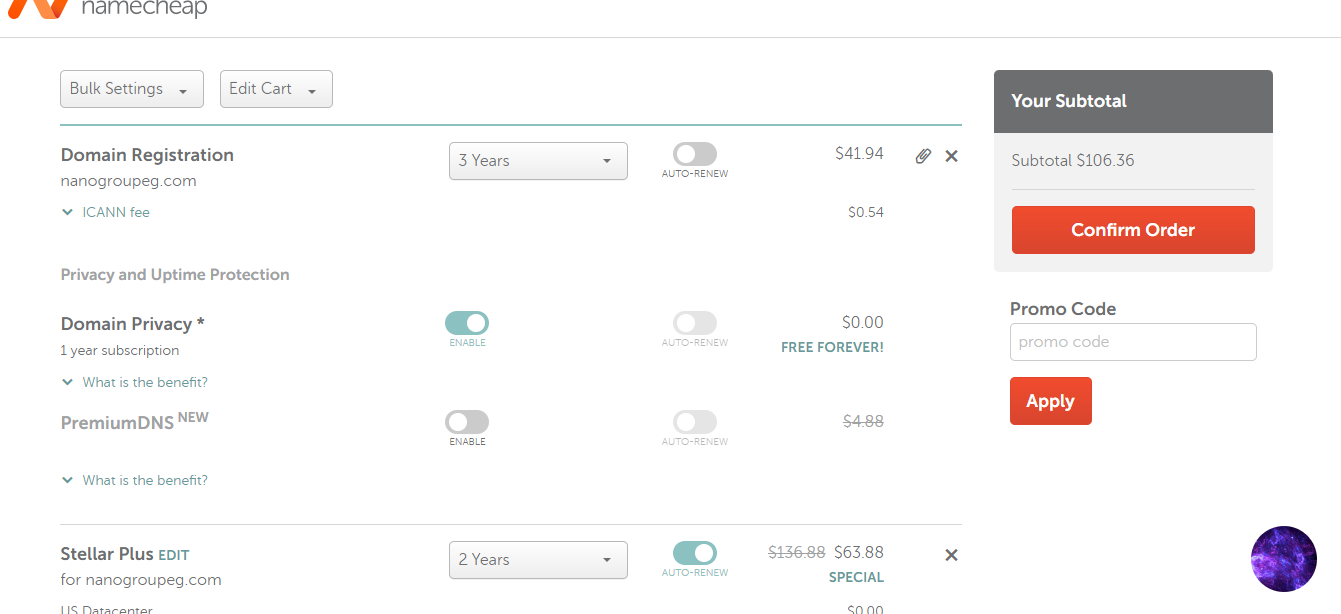 namecheap
Bulk Settings
Edit Cart
Domain Registration
nanogroupeg.com
3 Years
AUTO-RENEW
$41.94
ICANN fee
$0.54
Privacy and Uptime Protection
Domain Privacy *
1 year subscription
ENABLE
AUTO-RENEW
$0.00
FREE FOREVER!
What is the benefit?
PremiumDNS NEW
ENABLE
AUTO-RENEW
$4.88
What is the benefit?
Stellar Plus EDIT
for nanogroupeg.com
2 Years
AUTO-RENEW
$136.88 $63.88
SPECIAL
US Datacenter
$0.00
Your Subtotal
Subtotal $106.36
Confirm Order
Promo Code
promo code
Apply